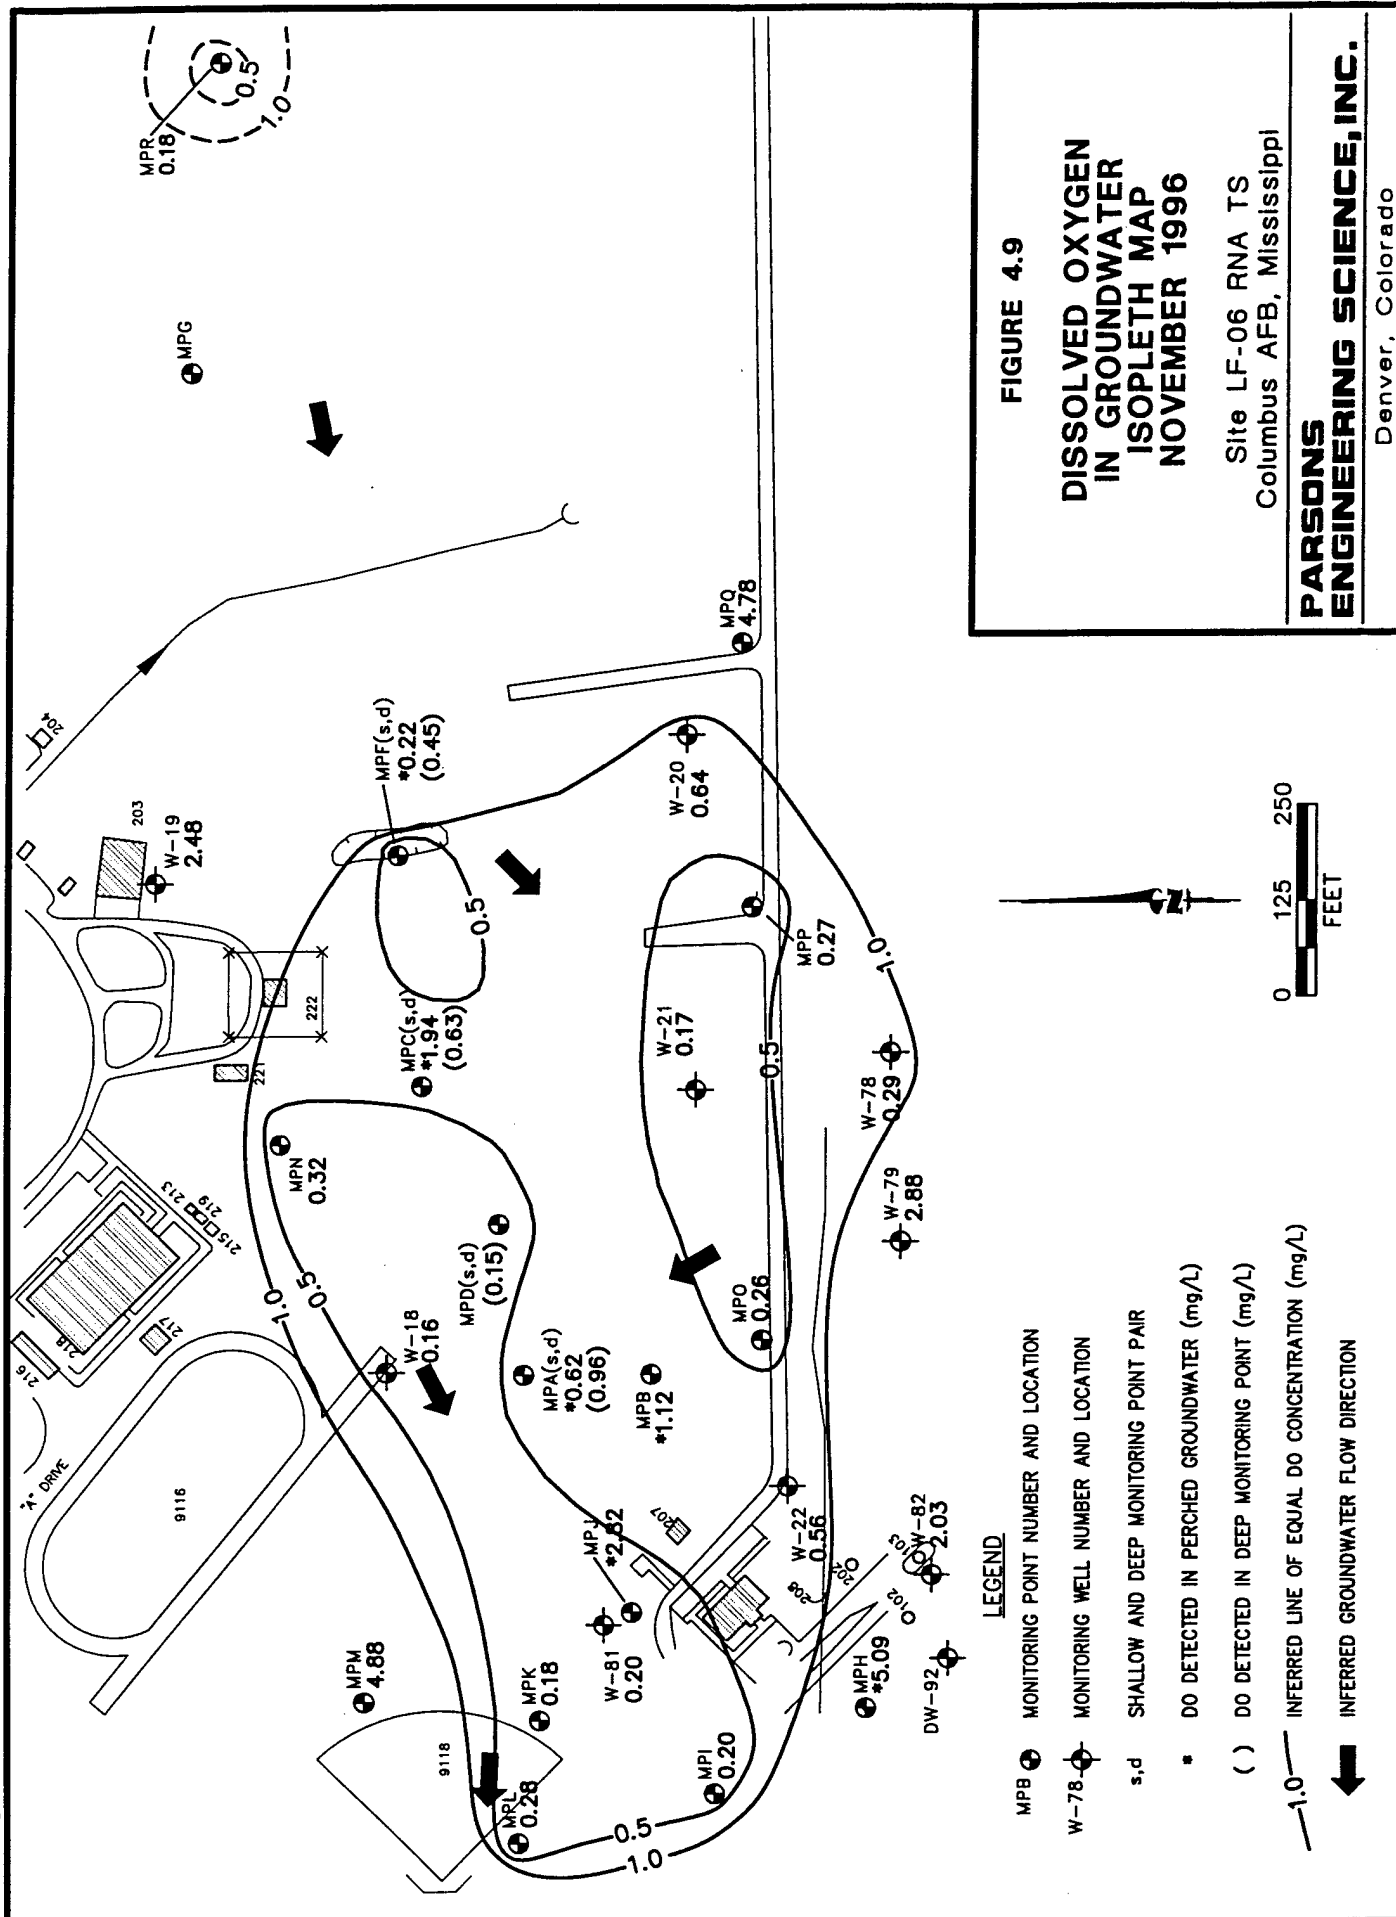 MPR
0.18
0.5
1.0
MPG
MPQ
4.78
204
203
W-19
2.48
MPF(s,d)
*0.22
(0.45)
W-20
0.64
0.5
MPP
0.27
1.0
222
221
MPC(s,d)
*1.94
(0.63)
W-21
0.17
0.5
W-78
0.29
W-79
2.88
MPN
0.32
MPD(s,d)
(0.15)
213
219
215
218
217
216
1.0
0.5
W-18
0.16
MPA(s,d)
*0.62
(0.96)
MPB
*1.12
MPO
0.26
"A" DRIVE
9116
MPJ
*2.82
207
W-22
0.56
W-82
2.03
103
202
208
102
W-81
0.20
MPM
4.88
MPK
0.18
9118
MPL
0.28
MPI
0.20
MPH
*5.09
DW-92
0.5
1.0
N
0 125 250
FEET
LEGEND
MPB MONITORING POINT NUMBER AND LOCATION
W-78 MONITORING WELL NUMBER AND LOCATION
s,d SHALLOW AND DEEP MONITORING POINT PAIR
* DO DETECTED IN PERCHED GROUNDWATER (mg/L)
( ) DO DETECTED IN DEEP MONITORING POINT (mg/L)
1.0 INFERRED LINE OF EQUAL DO CONCENTRATION (mg/L)
INFERRED GROUNDWATER FLOW DIRECTION
FIGURE 4.9
DISSOLVED OXYGEN
IN GROUNDWATER
ISOPLETH MAP
NOVEMBER 1996
Site LF-06 RNA TS
Columbus AFB, Mississippi
PARSONS
ENGINEERING SCIENCE, INC.
Denver, Colorado